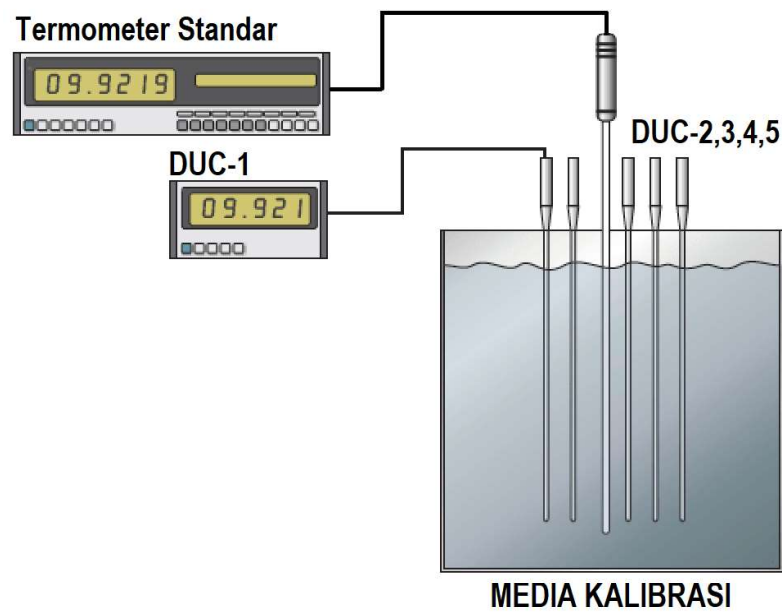 Termometer Standar
09.9219
DUC-1
09.921
DUC-2,3,4,5
MEDIA KALIBRASI